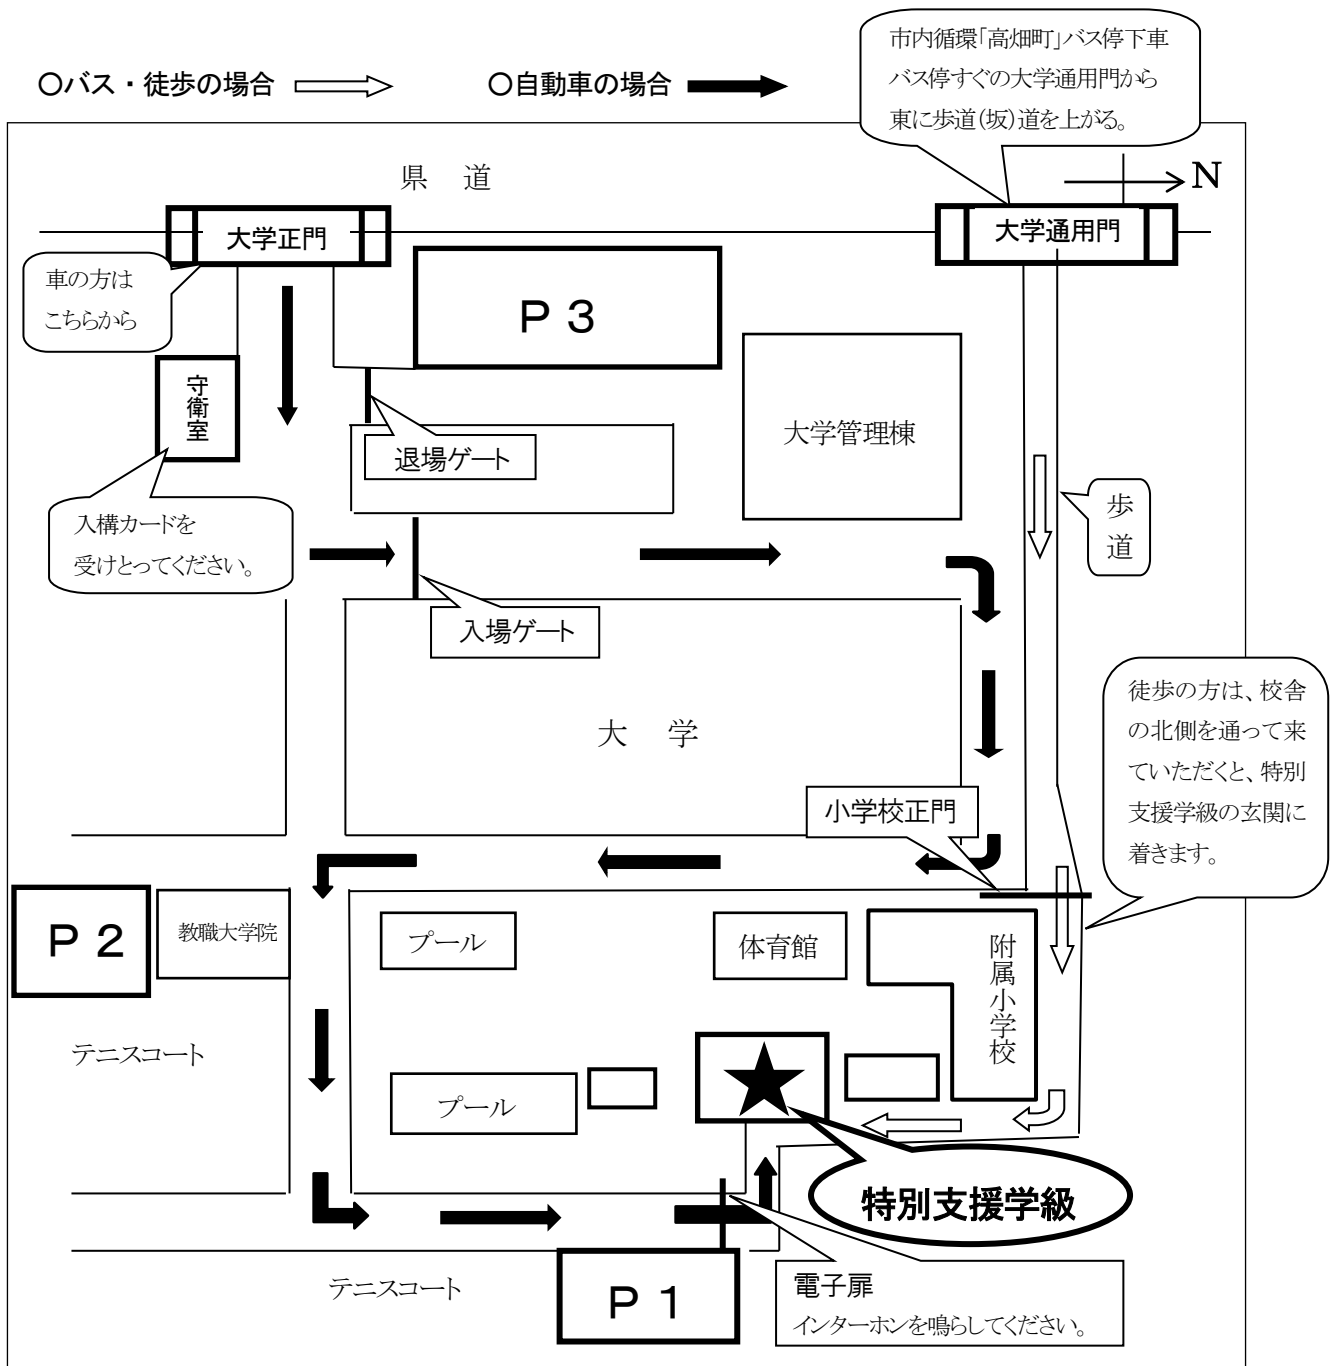 市内循環「高畑町」バス停下車
バス停すぐの大学通用門から
東に歩道(坂)道を上がる。
○バス・徒歩の場合
○自動車の場合
県 道
N
大学正門
大学通用門
車の方は
こちらから
P 3
守衛室
大学管理棟
退場ゲート
歩道
入構カードを
受けとってください。
入場ゲート
徒歩の方は、校舎
の北側を通って来
ていただくと、特別
支援学級の玄関に
着きます。
大 学
小学校正門
P 2
教職大学院
プール
体育館
附属小学校
テニスコート
プール
特別支援学級
テニスコート
P 1
電子扉
インターホンを鳴らしてください。